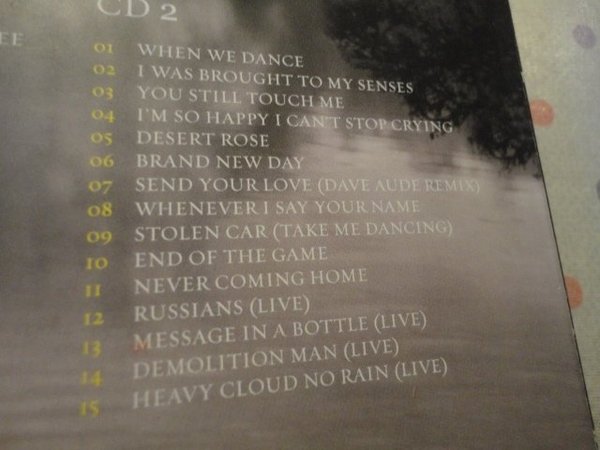 CD 2
EE
01 WHEN WE DANCE
02 I WAS BROUGHT TO MY SENSES
03 YOU STILL TOUCH ME
04 I'M SO HAPPY I CAN'T STOP CRYING
05 DESERT ROSE
06 BRAND NEW DAY
07 SEND YOUR LOVE (DAVE AUDE REMIX)
08 WHENEVER I SAY YOUR NAME
09 STOLEN CAR (TAKE ME DANCING)
10 END OF THE GAME
11 NEVER COMING HOME
12 RUSSIANS (LIVE)
13 MESSAGE IN A BOTTLE (LIVE)
14 DEMOLITION MAN (LIVE)
15 HEAVY CLOUD NO RAIN (LIVE)